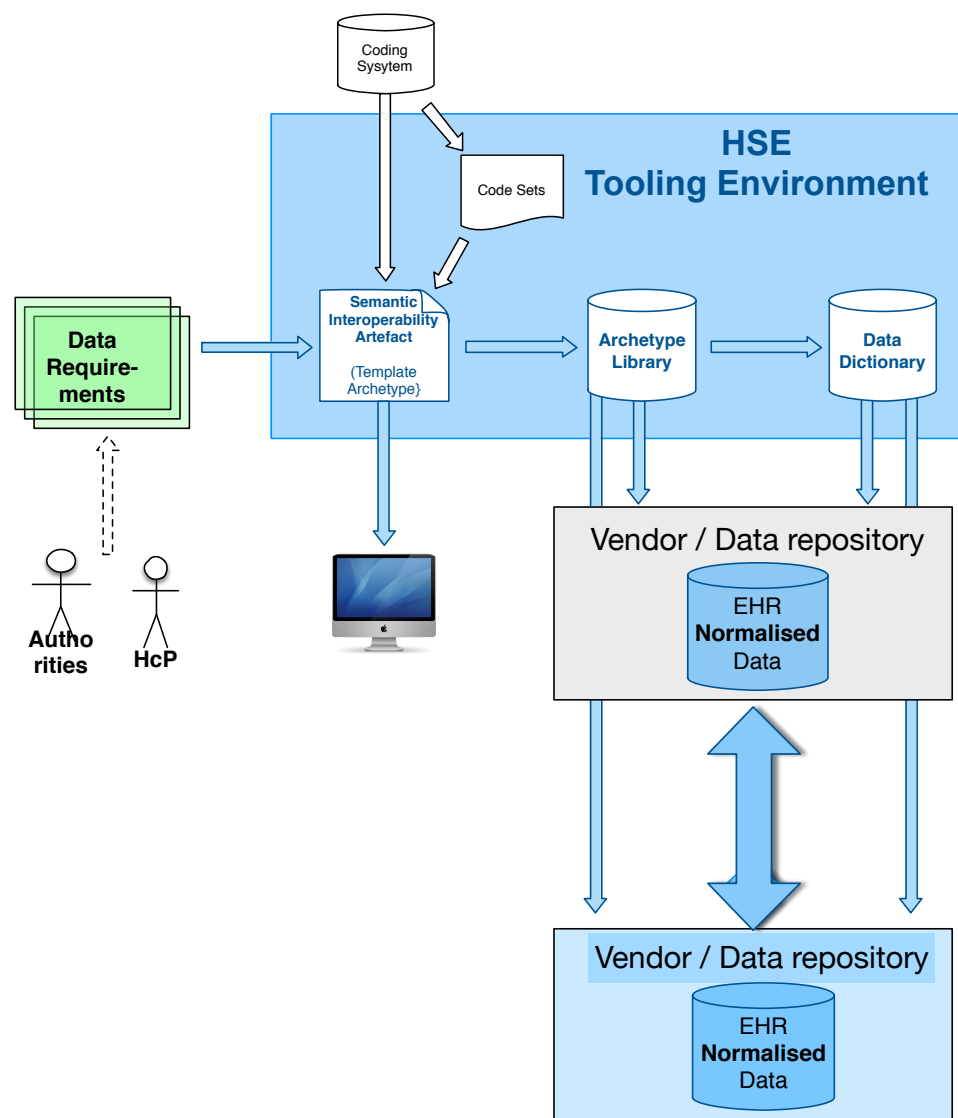 Coding
Sysytem
HSE
Tooling Environment
Code Sets
Semantic
Interoperability
Artefact
(Template
Archetype}
Archetype
Library
Data
Dictionary
Data
Require-
ments
Autho
rities
HcP
Vendor / Data repository
EHR
Normalised
Data
Vendor / Data repository
EHR
Normalised
Data